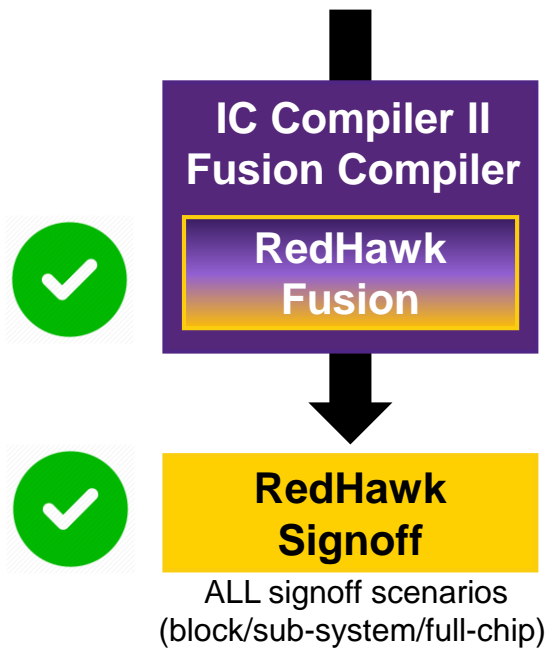 IC Compiler II
Fusion Compiler
RedHawk
Fusion
RedHawk
Signoff
ALL signoff scenarios
(block/sub-system/full-chip)